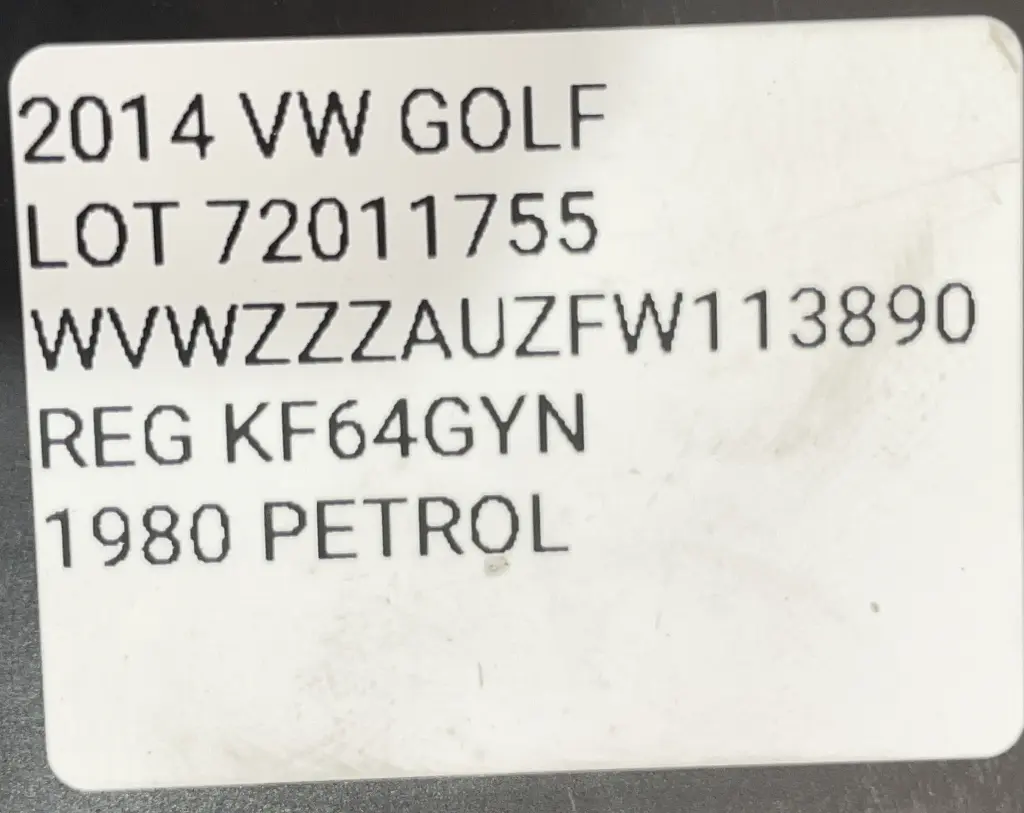 2014 VW GOLF
LOT 72011755
WVWZZZAUZFW113890
REG KF64GYN
1980 PETROL